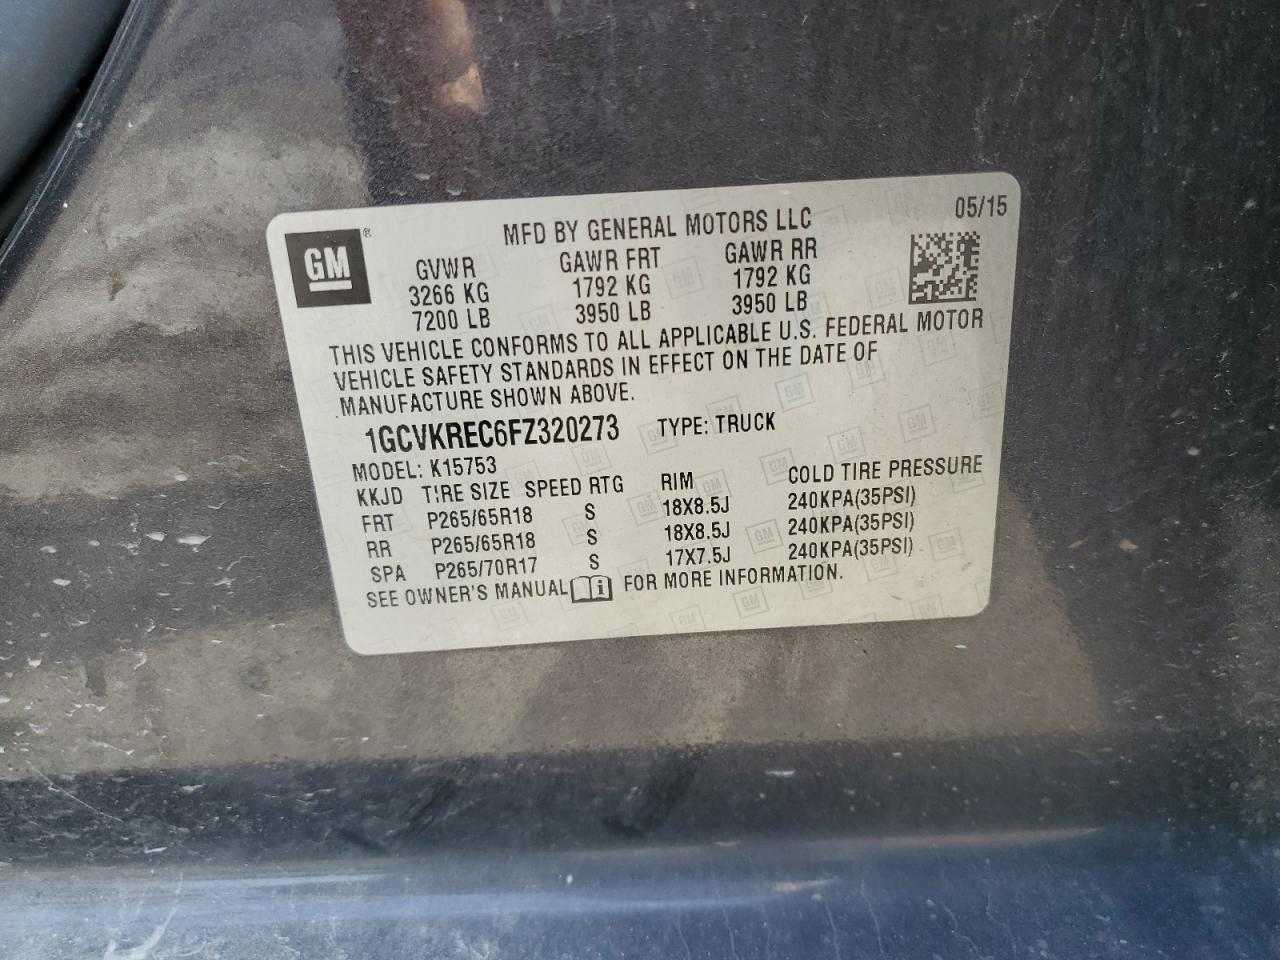 GM ®
MFD BY GENERAL MOTORS LLC 05/15
GVWR GAWR FRT GAWR RR
3266 KG 1792 KG 1792 KG
7200 LB 3950 LB 3950 LB
THIS VEHICLE CONFORMS TO ALL APPLICABLE U.S. FEDERAL MOTOR
VEHICLE SAFETY STANDARDS IN EFFECT ON THE DATE OF
MANUFACTURE SHOWN ABOVE.
1GCVKREC6FZ320273 TYPE: TRUCK
MODEL: K15753
KKJD TIRE SIZE SPEED RTG RIM COLD TIRE PRESSURE
FRT P265/65R18 S 18X8.5J 240KPA(35PSI)
RR P265/65R18 S 18X8.5J 240KPA(35PSI)
SPA P265/70R17 S 17X7.5J 240KPA(35PSI)
SEE OWNER'S MANUAL FOR MORE INFORMATION.